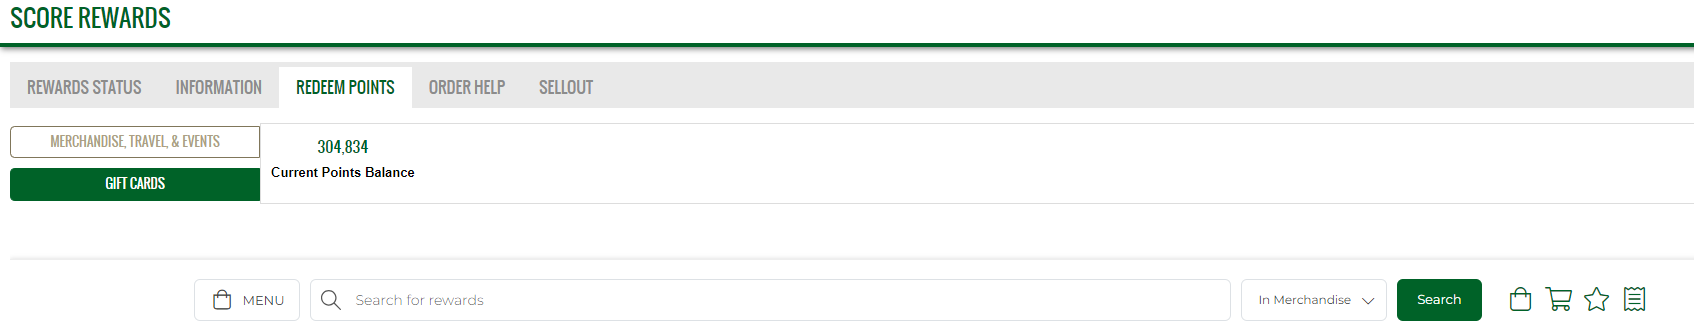 SCORE REWARDS
REWARDS STATUS INFORMATION REDEEM POINTS ORDER HELP SELLOUT
MERCHANDISE, TRAVEL, & EVENTS
GIFT CARDS
304,834
Current Points Balance
MENU Search for rewards In Merchandise Search